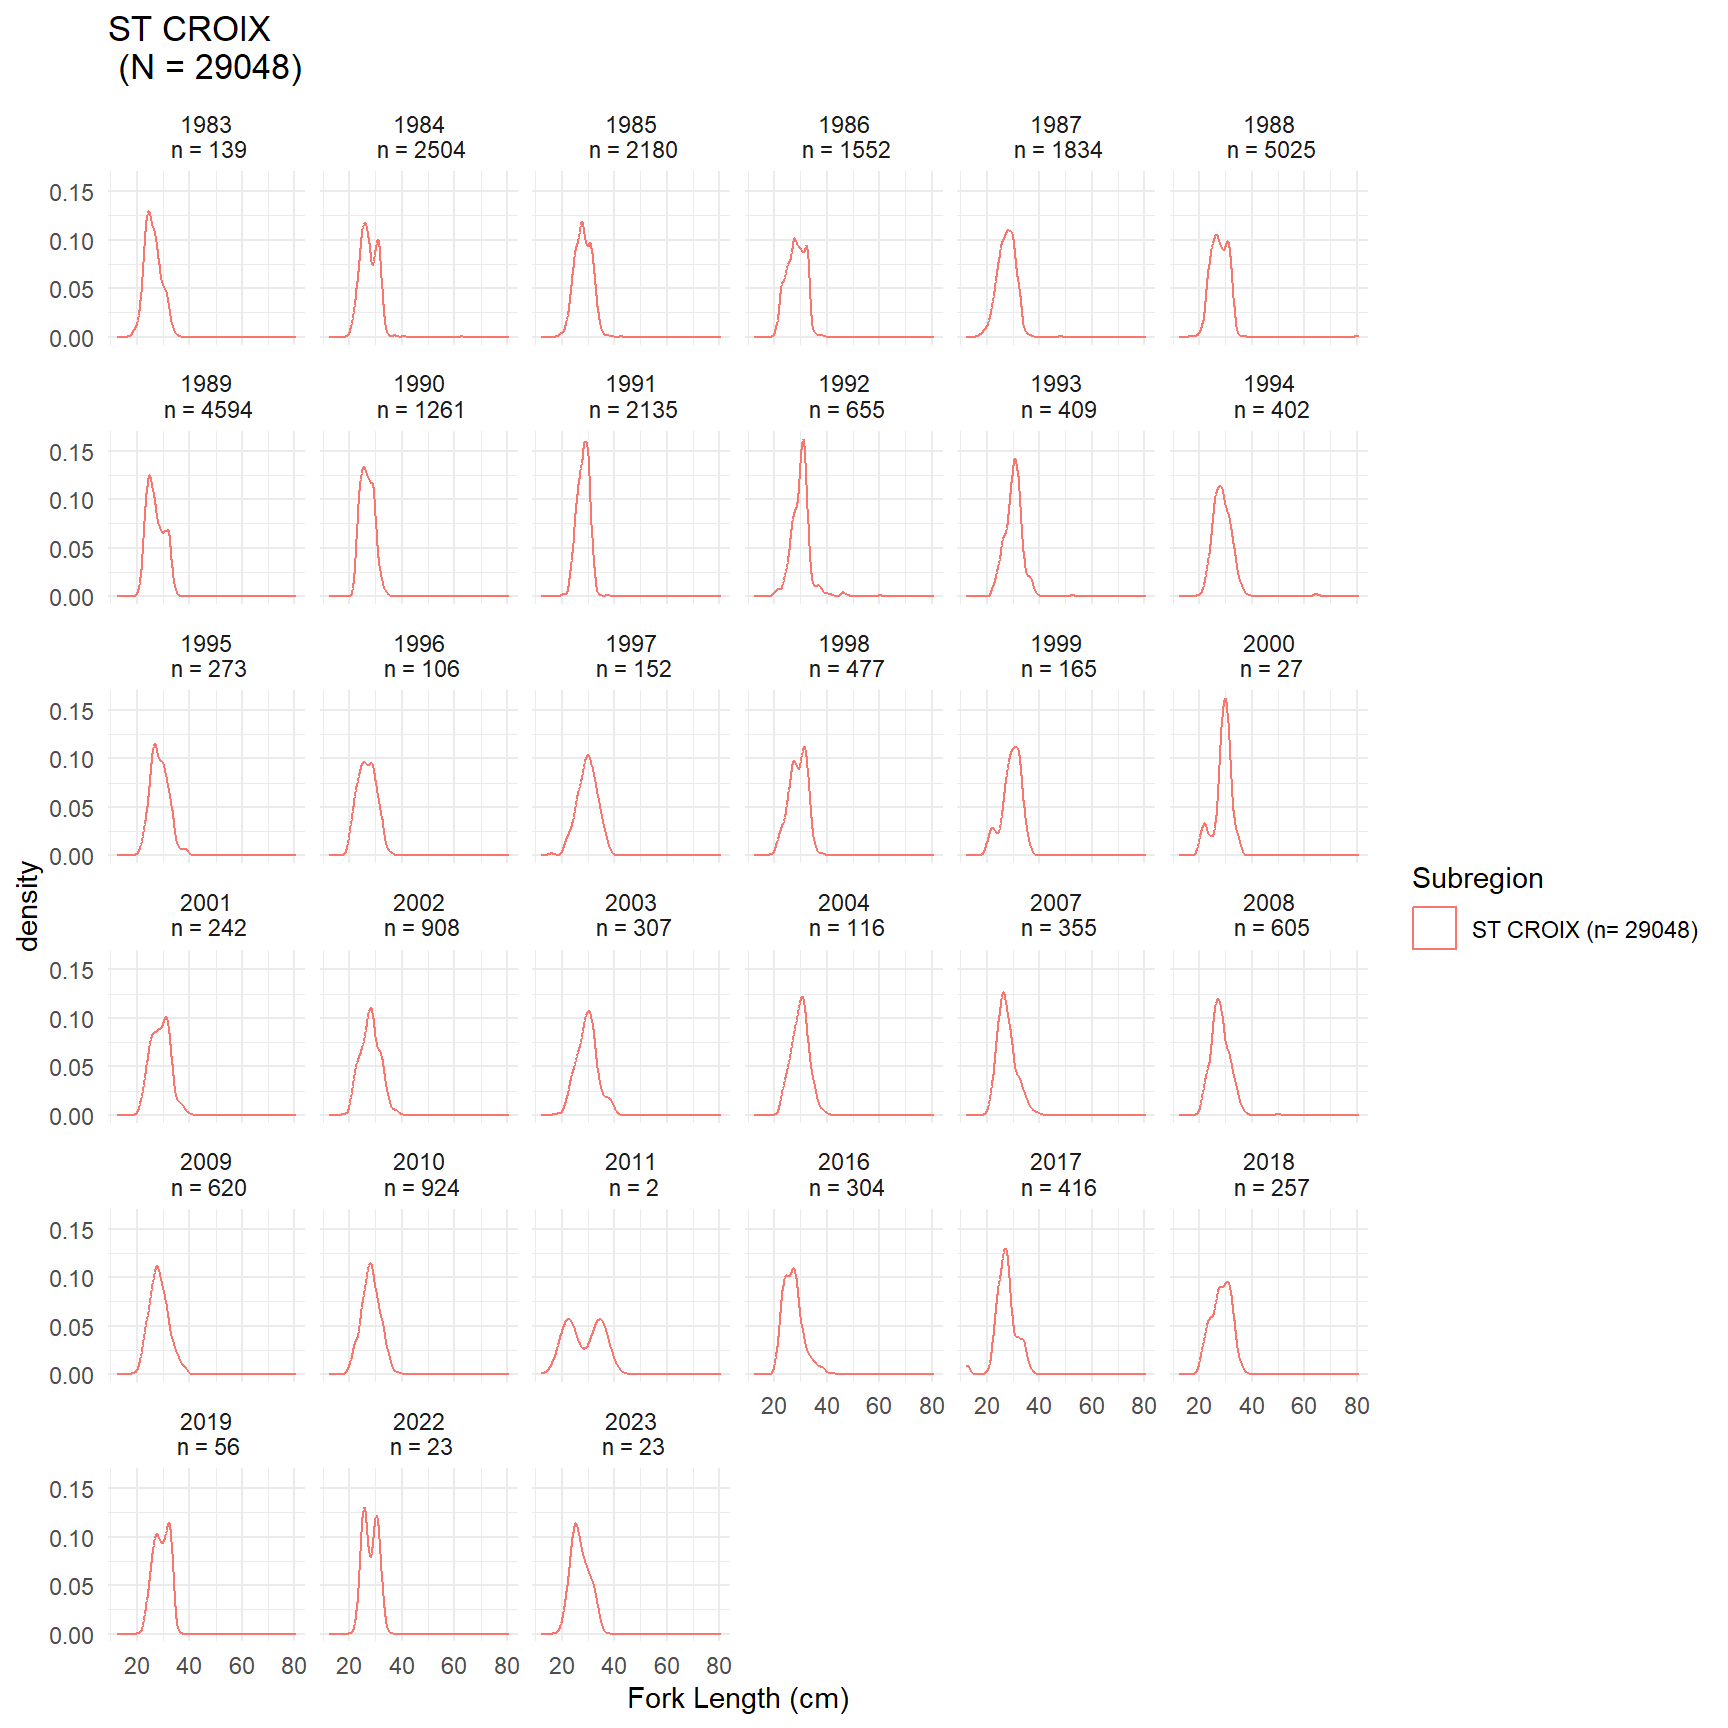 ST CROIX
(N = 29048)
1983 1984 1985 1986 1987 1988
n = 139 n = 2504 n = 2180 n = 1552 n = 1834 n = 5025
0.15
0.10
0.05
0.00
1989 1990 1991 1992 1993 1994
n = 4594 n = 1261 n = 2135 n = 655 n = 409 n = 402
0.15
0.10
0.05
0.00
1995 1996 1997 1998 1999 2000
n = 273 n = 106 n = 152 n = 477 n = 165 n = 27
0.15
0.10
0.05
0.00
density
Subregion
ST CROIX (n= 29048)
2001 2002 2003 2004 2007 2008
n = 242 n = 908 n = 307 n = 116 n = 355 n = 605
0.15
0.10
0.05
0.00
2009 2010 2011 2016 2017 2018
n = 620 n = 924 n = 2 n = 304 n = 416 n = 257
0.15
0.10
0.05
0.00
20 40 60 80 20 40 60 80 20 40 60 80
2019 2022 2023
n = 56 n = 23 n = 23
0.15
0.10
0.05
0.00
20 40 60 80 20 40 60 80 20 40 60 80
Fork Length (cm)